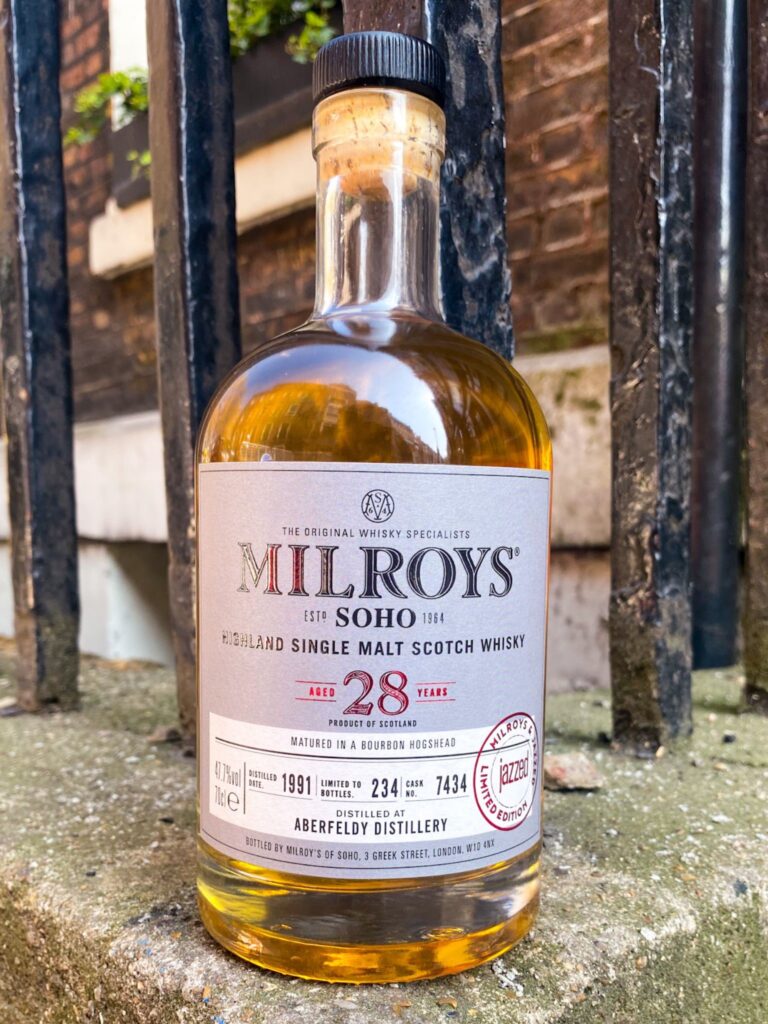 THE ORIGINAL WHISKY SPECIALISTS
MILROYS®
ESTD SOHO 1964
HIGHLAND SINGLE MALT SCOTCH WHISKY
AGED 28 YEARS
PRODUCT OF SCOTLAND
MATURED IN A BOURBON HOGSHEAD
47.7%vol
70cl e
DISTILLED DATE. 1991
LIMITED TO BOTTLES. 234
CASK NO. 7434
DISTILLED AT
ABERFELDY DISTILLERY
MILROYS & JAZZED
jazzed
LIMITED EDITION
BOTTLED BY MILROY'S OF SOHO, 3 GREEK STREET, LONDON, W1D 4NX